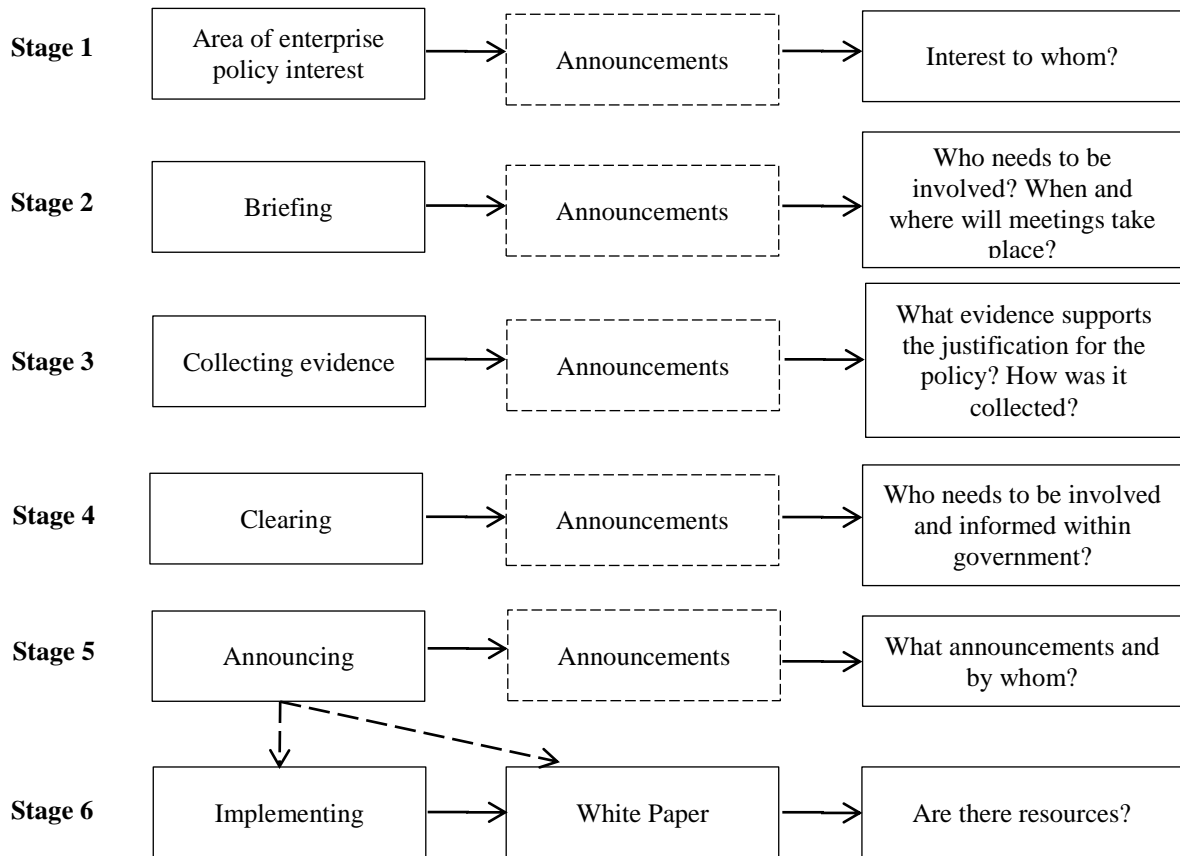 Stage 1
Area of enterprise
policy interest
Announcements
Interest to whom?
Stage 2
Briefing
Announcements
Who needs to be
involved? When and
where will meetings take
place?
Stage 3
Collecting evidence
Announcements
What evidence supports
the justification for the
policy? How was it
collected?
Stage 4
Clearing
Announcements
Who needs to be involved
and informed within
government?
Stage 5
Announcing
Announcements
What announcements and
by whom?
Stage 6
Implementing
White Paper
Are there resources?